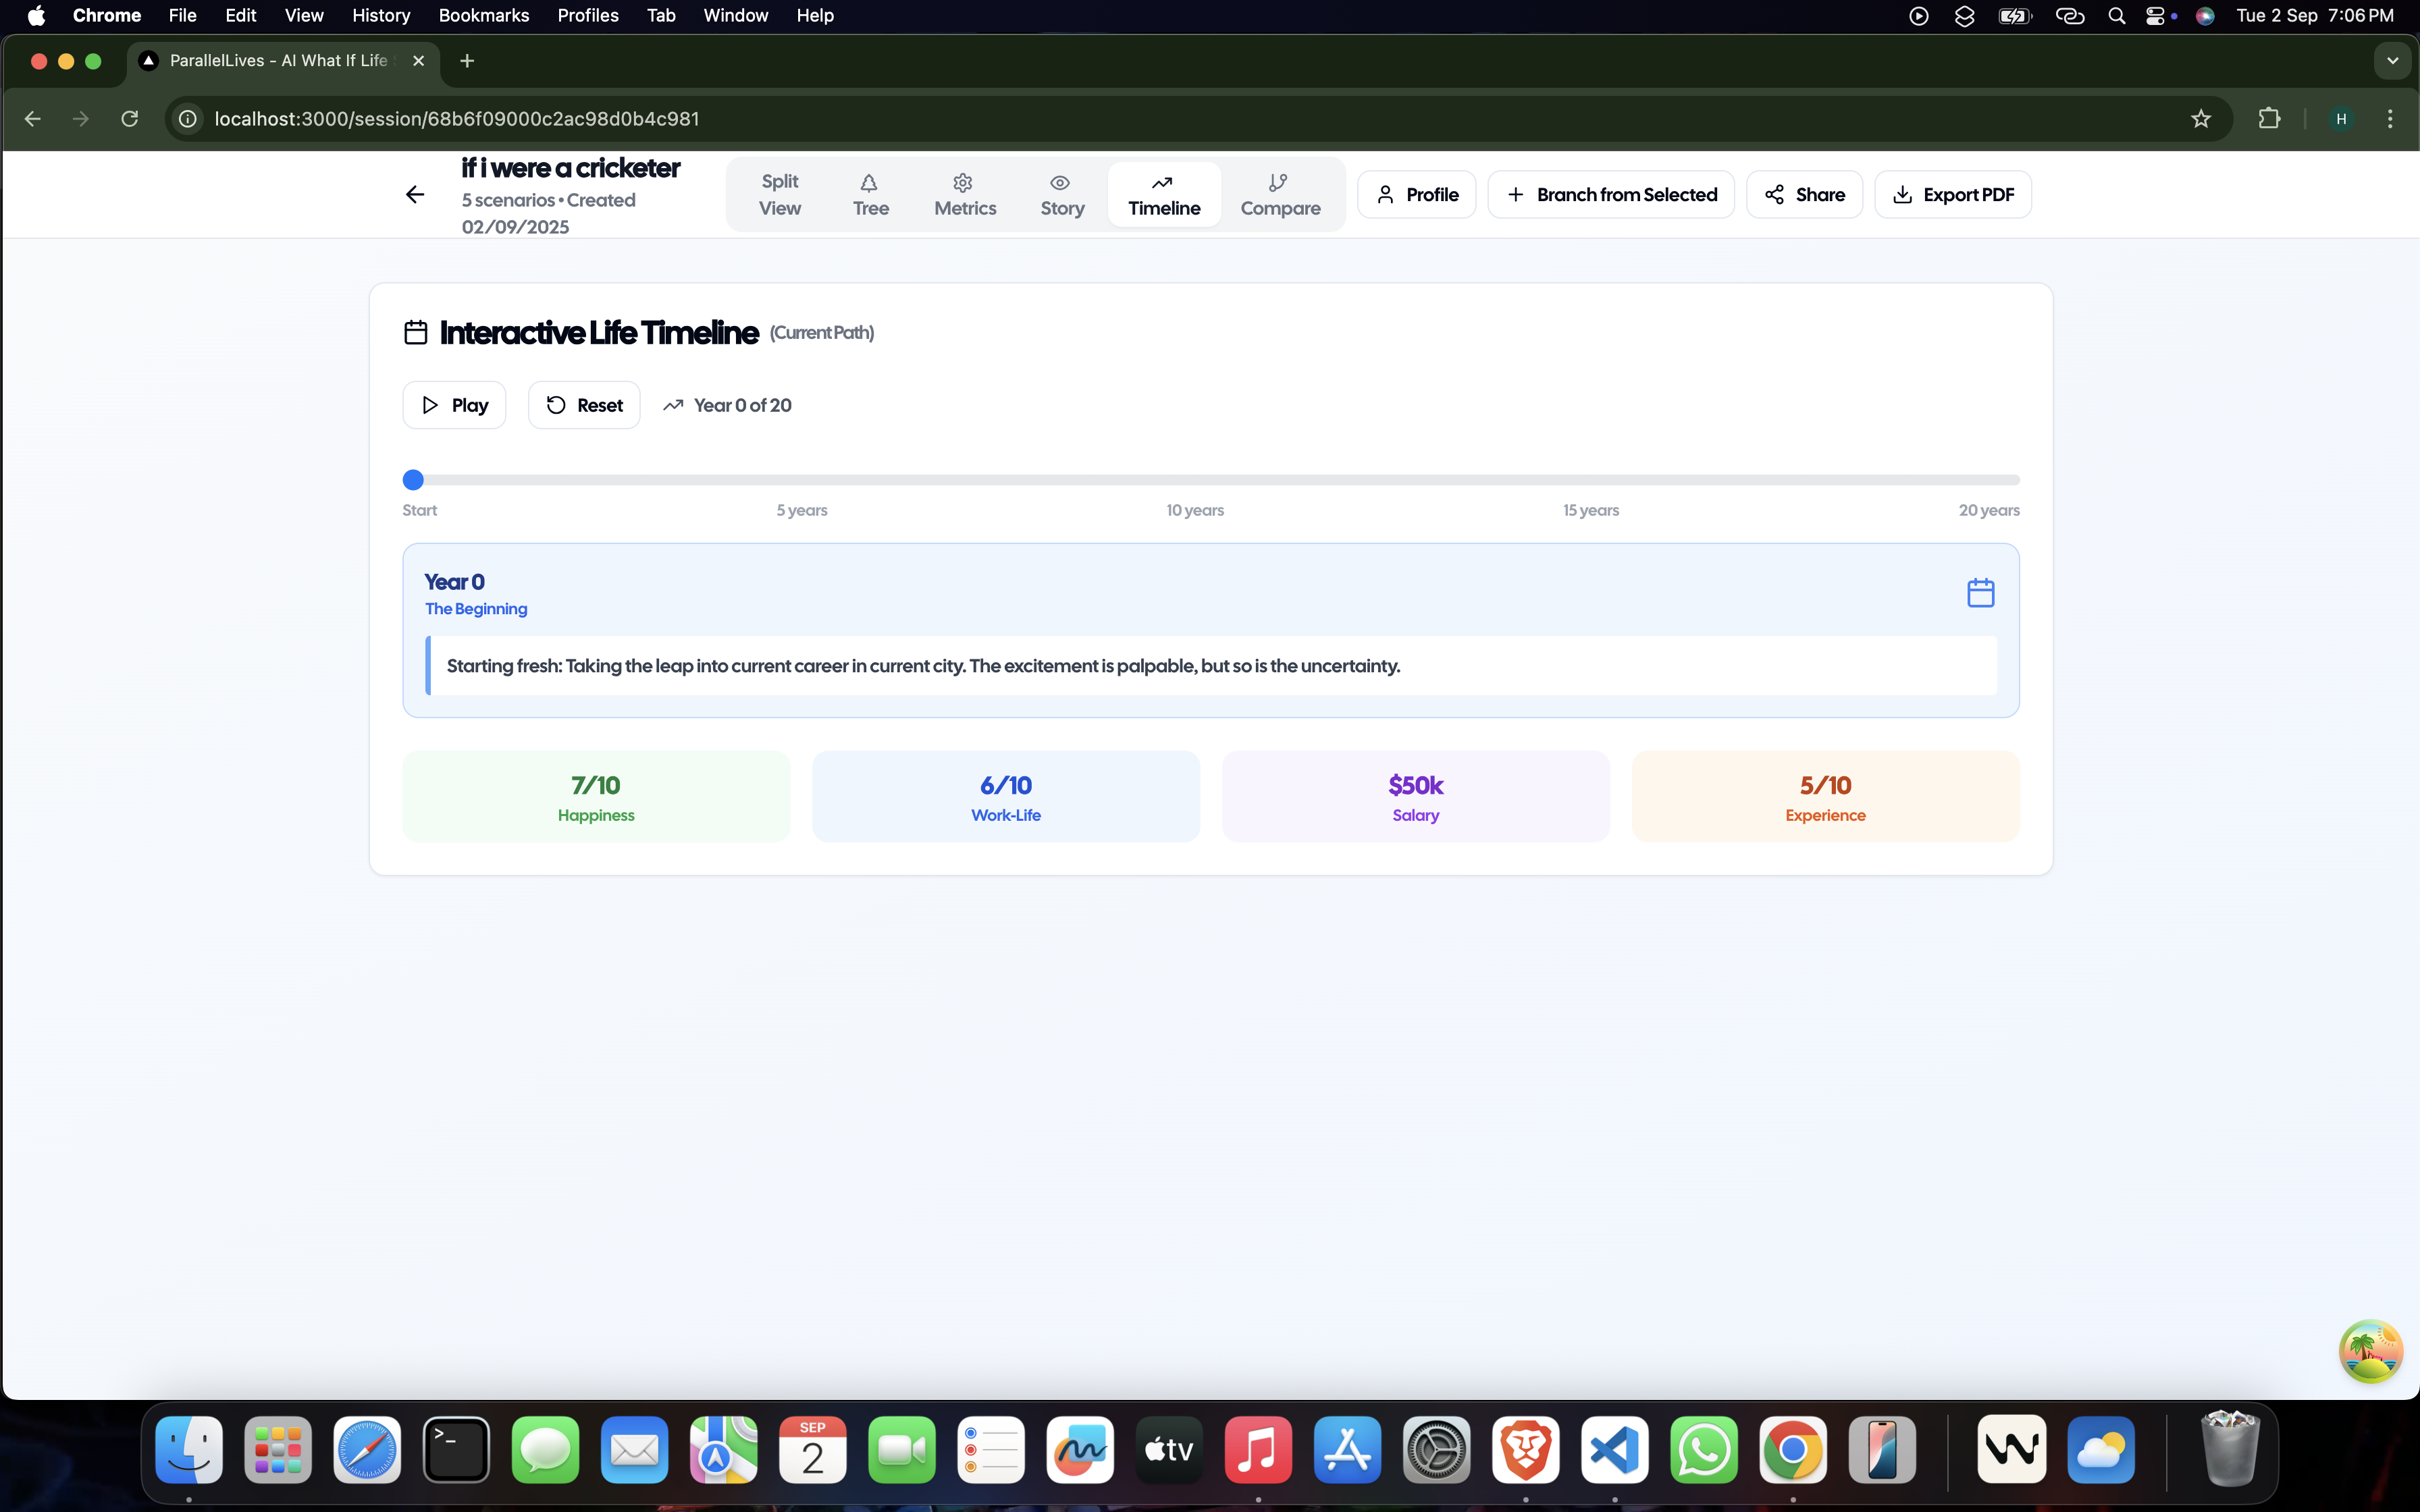 Chrome File Edit View History Bookmarks Profiles Tab Window Help Tue 2 Sep 7:06 PM
ParallelLives - AI What If Life
localhost:3000/session/68b6f09000c2ac98d0b4c981
H
if i were a cricketer
5 scenarios • Created
02/09/2025
Split
View
Tree
Metrics
Story
Timeline
Compare
Profile
Branch from Selected
Share
Export PDF
Interactive Life Timeline (Current Path)
Play Reset Year 0 of 20
Start 5 years 10 years 15 years 20 years
Year 0
The Beginning
Starting fresh: Taking the leap into current career in current city. The excitement is palpable, but so is the uncertainty.
7/10
Happiness
6/10
Work-Life
$50k
Salary
5/10
Experience
SEP
2
tv